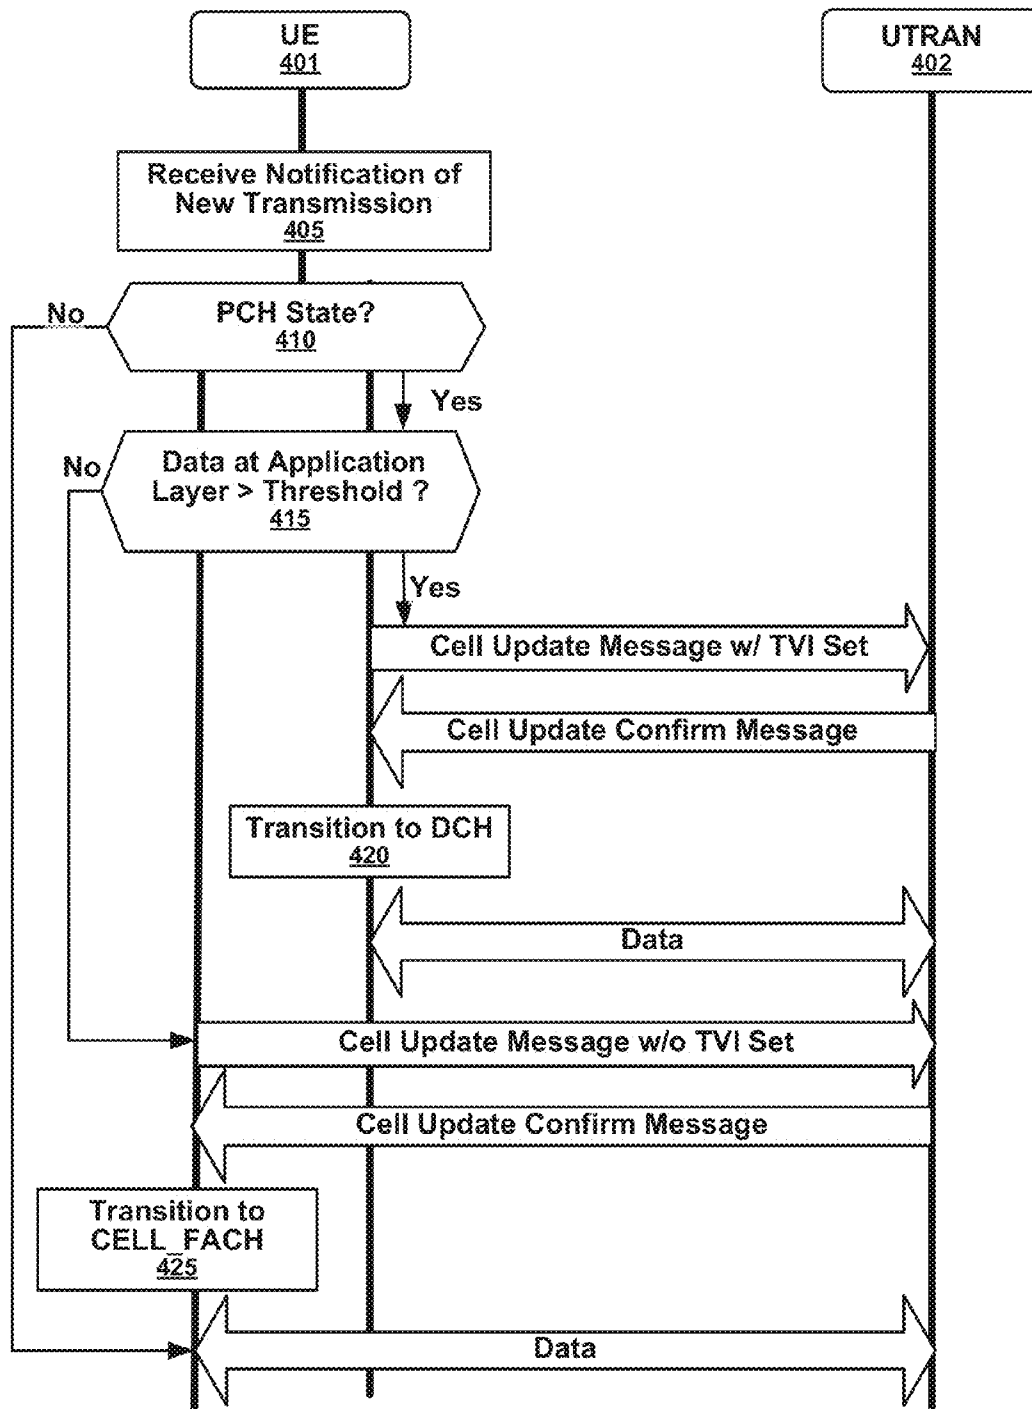 UE
401
UTRAN
402
Receive Notification of
New Transmission
405
No
PCH State?
410
Yes
No
Data at Application
Layer > Threshold ?
415
Yes
Cell Update Message w/ TVI Set
Cell Update Confirm Message
Transition to DCH
420
Data
Cell Update Message w/o TVI Set
Cell Update Confirm Message
Transition to
CELL_FACH
425
Data